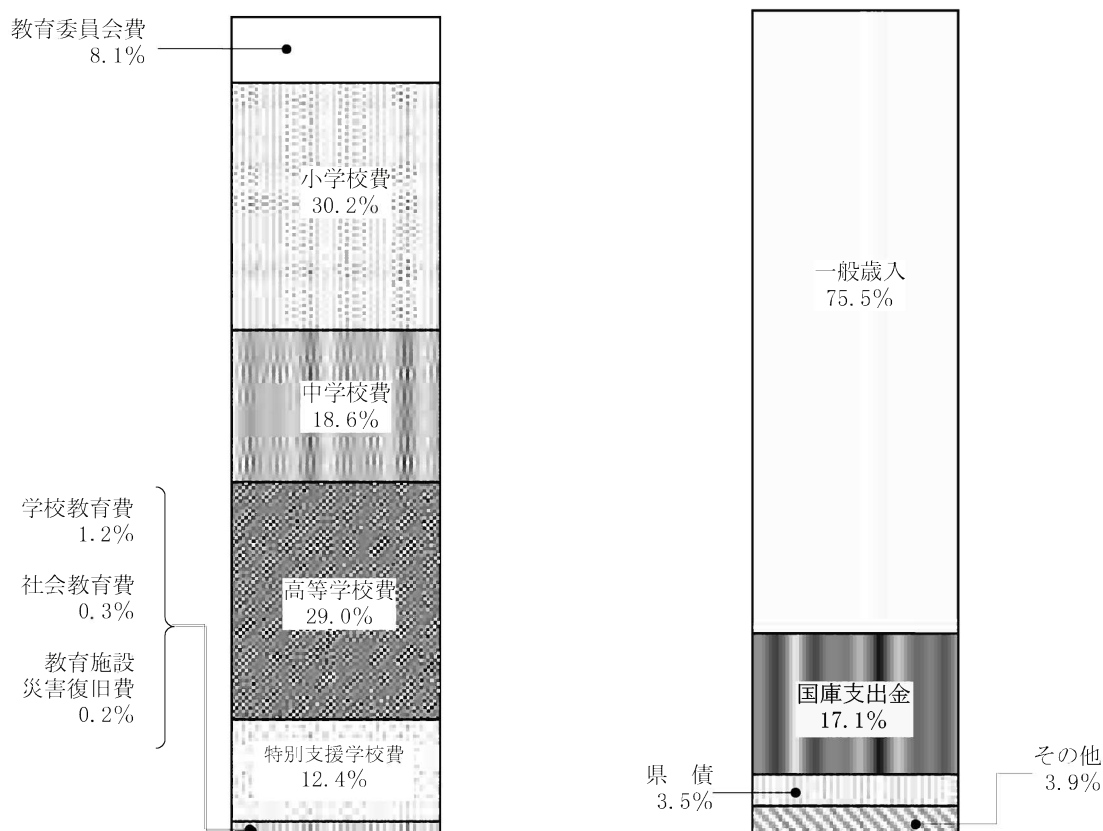 教育委員会費
8.1%
小学校費
30.2%
中学校費
18.6%
学校教育費
1.2%
社会教育費
0.3%
教育施設
災害復旧費
0.2%
高等学校費
29.0%
特別支援学校費
12.4%
一般歳入
75.5%
国庫支出金
17.1%
県 債
3.5%
その他
3.9%